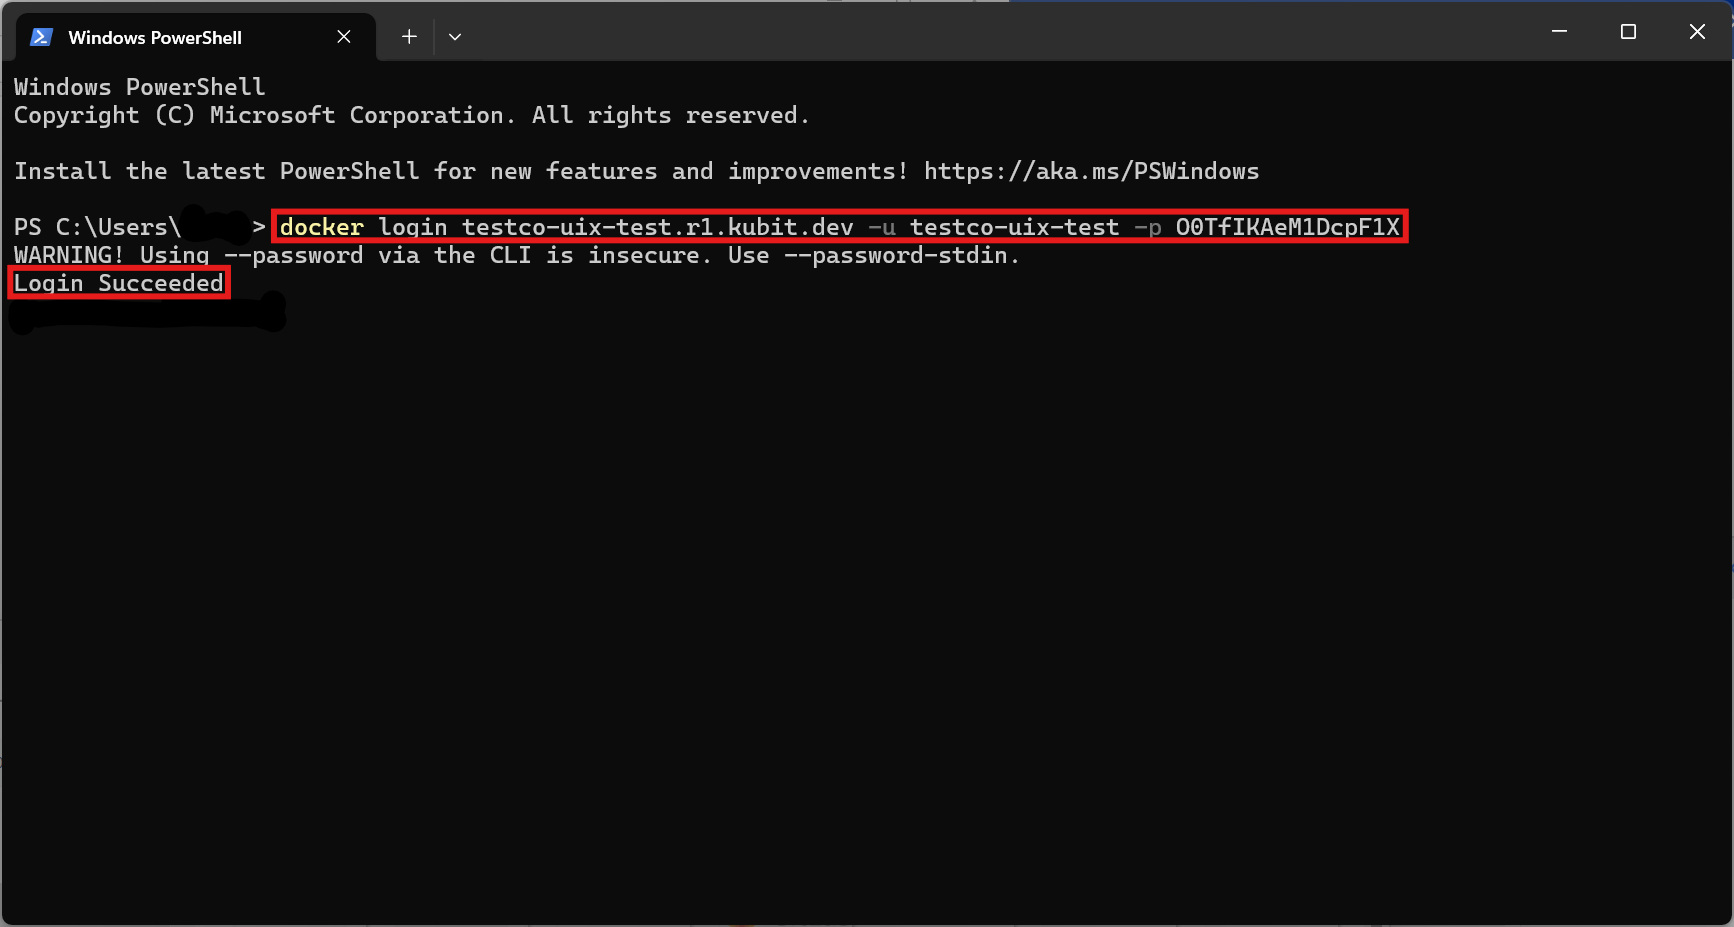 Windows PowerShell
Windows PowerShell
Copyright (C) Microsoft Corporation. All rights reserved.
Install the latest PowerShell for new features and improvements! https://aka.ms/PSWindows
PS C:\Users\ > docker login testco-uix-test.r1.kubit.dev -u testco-uix-test -p O0TfIKAeM1DcpF1X
WARNING! Using --password via the CLI is insecure. Use --password-stdin.
Login Succeeded